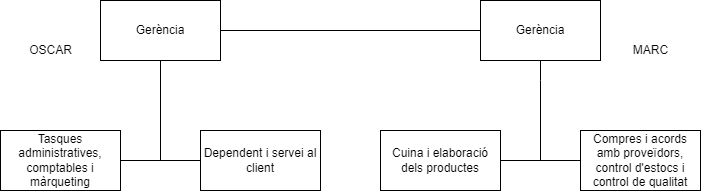 Gerència
Gerència
OSCAR
MARC
Tasques
administratives,
comptables i
màrqueting
Dependent i servei al
client
Cuina i elaboració
dels productes
Compres i acords
amb proveïdors,
control d'estocs i
control de qualitat